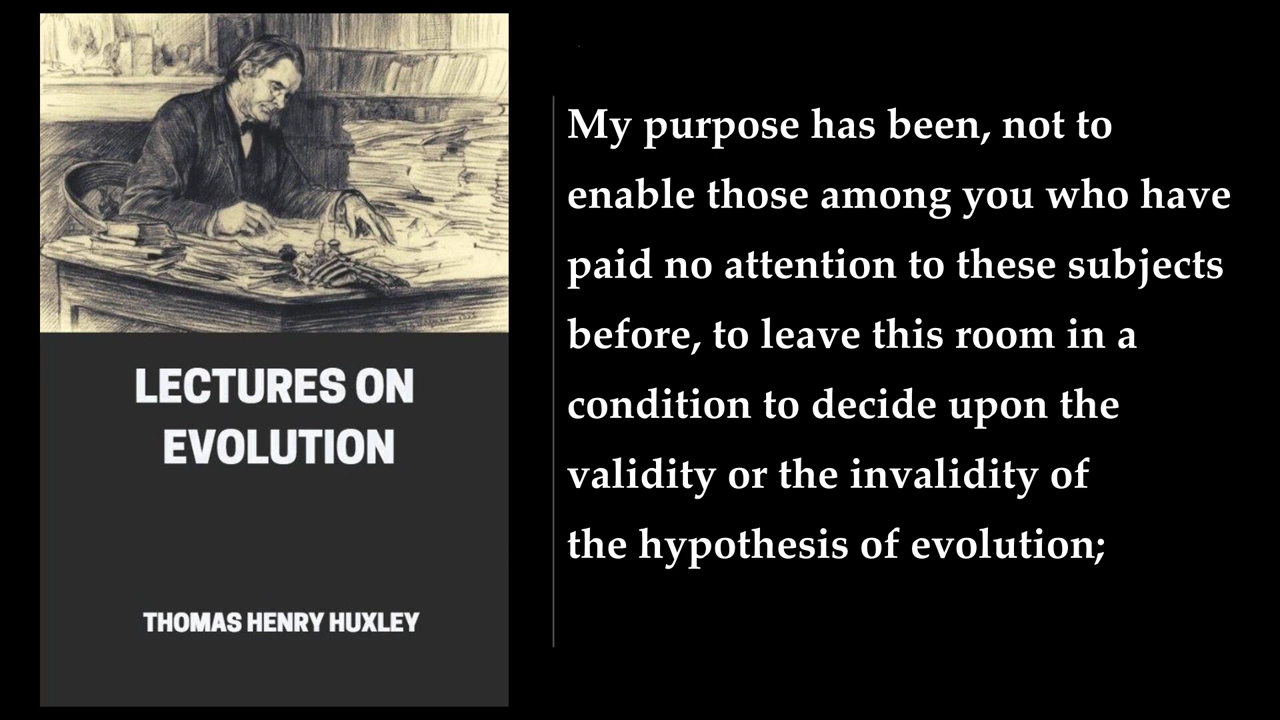 LECTURES ON
EVOLUTION
THOMAS HENRY HUXLEY
My purpose has been, not to
enable those among you who have
paid no attention to these subjects
before, to leave this room in a
condition to decide upon the
validity or the invalidity of
the hypothesis of evolution;